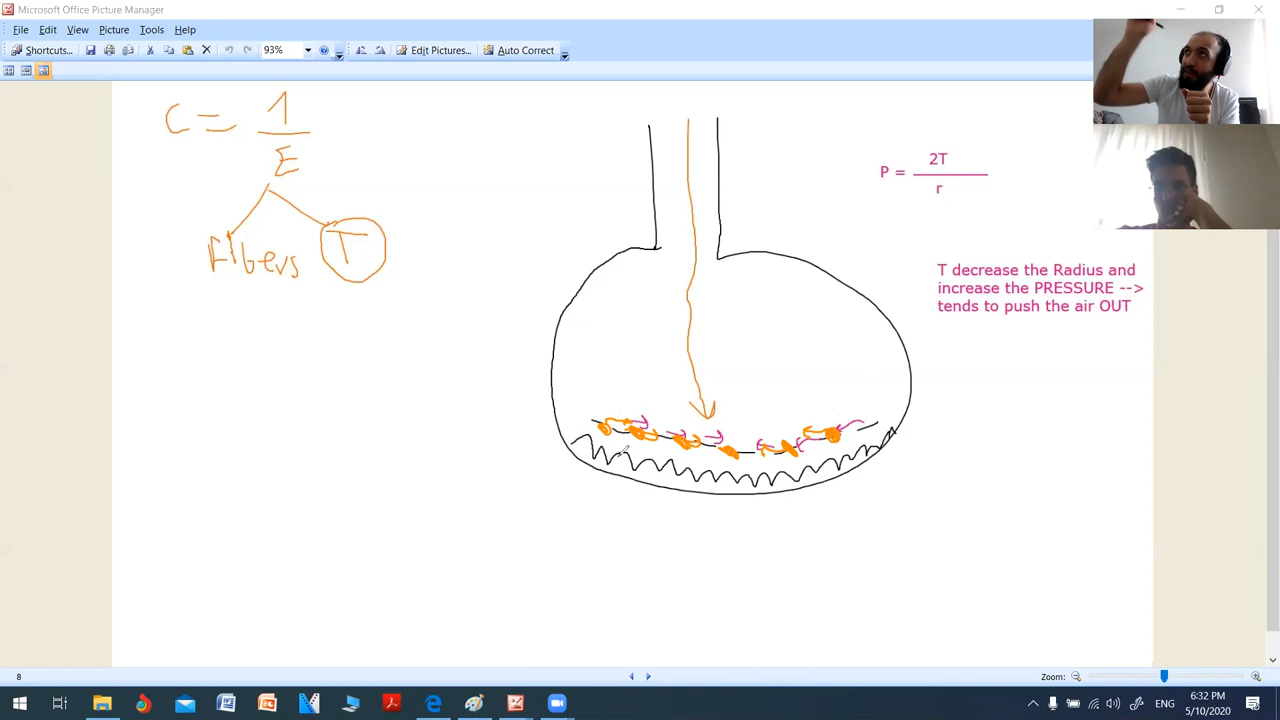 Microsoft Office Picture Manager
File Edit View Picture Tools Help
Shortcuts... 93% Edit Pictures... Auto Correct
C = 1
E
Fibers T
P = 2T
r
T decrease the Radius and
increase the PRESSURE -->
tends to push the air OUT
8 Zoom:
6:32 PM
ENG
5/10/2020